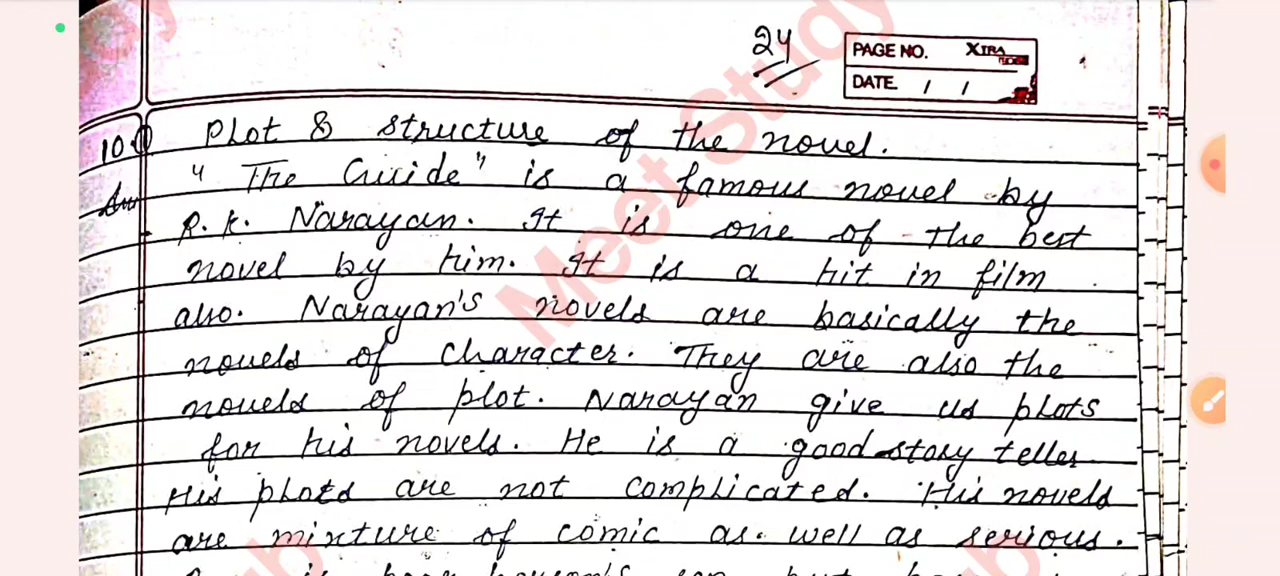 24
PAGE NO. XTRA
DATE / /
10. Plot & structure of the novel.
Ans "The Guide" is a famous novel by
R.K. Narayan. It is one of the best
novel by him. It is a hit in film
also. Narayan's novels are basically the
novels of character. They are also the
novels of plot. Narayan give us plots
for his novels. He is a good story teller
His plots are not complicated. His novels
are mixture of comic as well as serious.
Meet Study